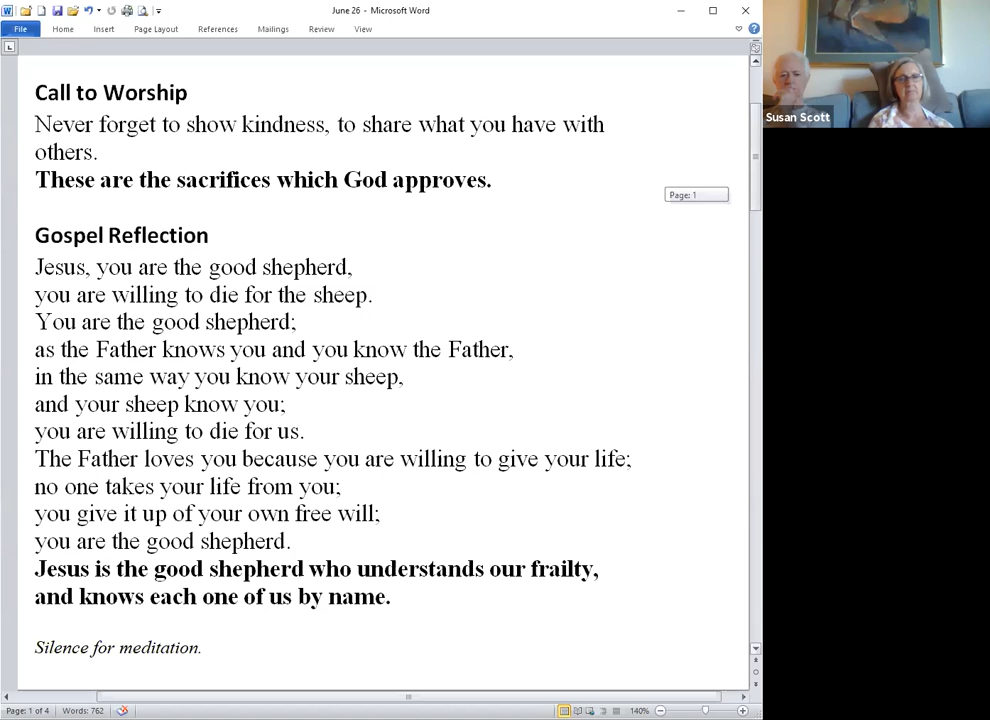 June 26 - Microsoft Word
File Home Insert Page Layout References Mailings Review View
Call to Worship
Never forget to show kindness, to share what you have with
others.
These are the sacrifices which God approves.
Page: 1
Gospel Reflection
Jesus, you are the good shepherd,
you are willing to die for the sheep.
You are the good shepherd;
as the Father knows you and you know the Father,
in the same way you know your sheep,
and your sheep know you;
you are willing to die for us.
The Father loves you because you are willing to give your life;
no one takes your life from you;
you give it up of your own free will;
you are the good shepherd.
Jesus is the good shepherd who understands our frailty,
and knows each one of us by name.
Silence for meditation.
Page: 1 of 4 Words: 762 140%
Susan Scott